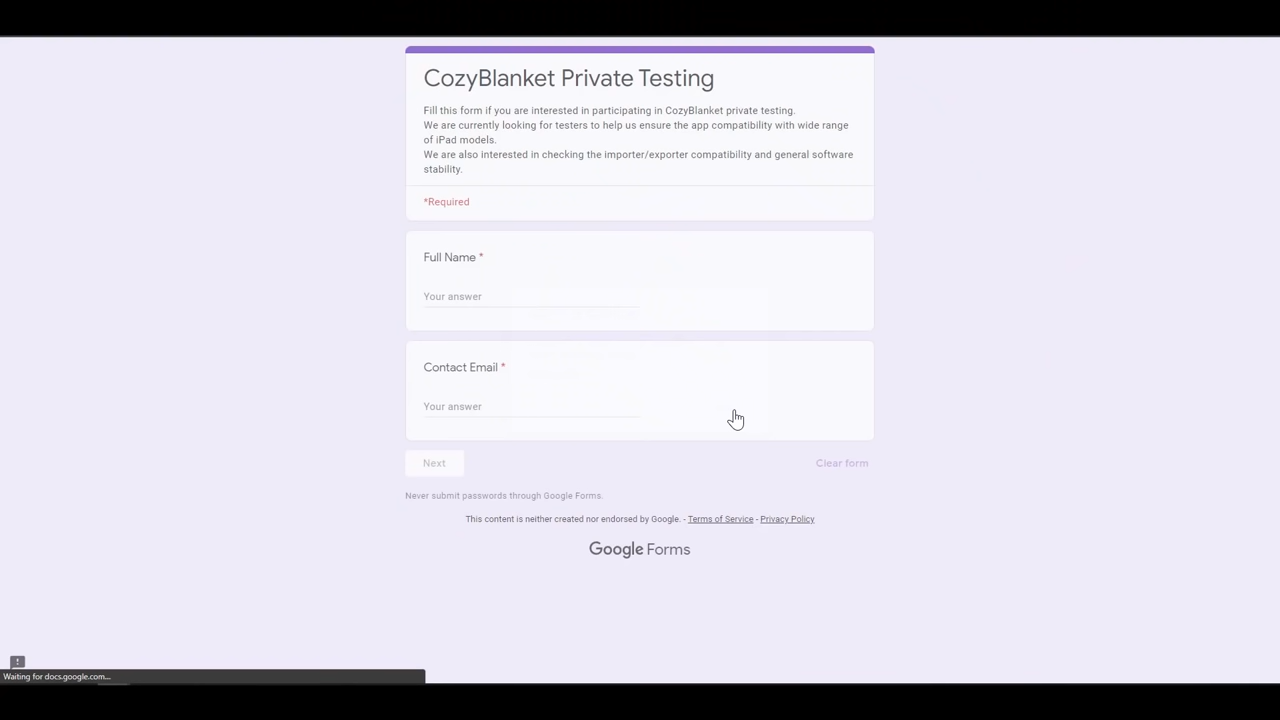 CozyBlanket Private Testing
Fill this form if you are interested in participating in CozyBlanket private testing.
We are currently looking for testers to help us ensure the app compatibility with wide range
of iPad models.
We are also interested in checking the importer/exporter compatibility and general software
stability.
*Required
Full Name *
Your answer
Contact Email *
Your answer
Next
Clear form
Never submit passwords through Google Forms.
This content is neither created nor endorsed by Google. - Terms of Service - Privacy Policy
Google Forms
!
Waiting for docs.google.com...